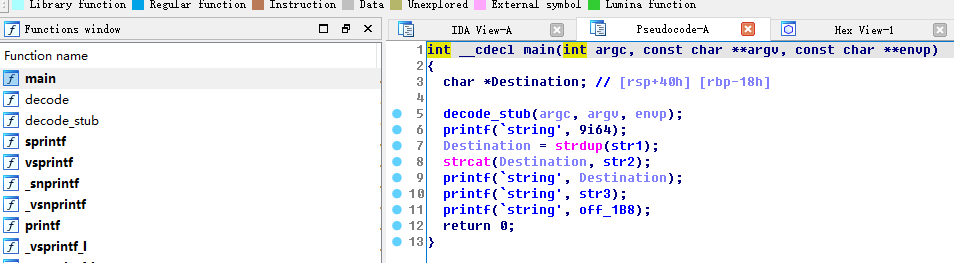 Library function Regular function Instruction Data Unexplored External symbol Lumina function
Functions window
Function name
main
decode
decode_stub
sprintf
vsprintf
_snprintf
_vsnprintf
printf
_vsprintf_l
IDA View-A Pseudocode-A Hex View-1
1 int __cdecl main(int argc, const char **argv, const char **envp)
2 {
3 char *Destination; // [rsp+40h] [rbp-18h]
4
5 decode_stub(argc, argv, envp);
6 printf(`string', 9i64);
7 Destination = strdup(str1);
8 strcat(Destination, str2);
9 printf(`string', Destination);
10 printf(`string', str3);
11 printf(`string', off_1B8);
12 return 0;
13 }